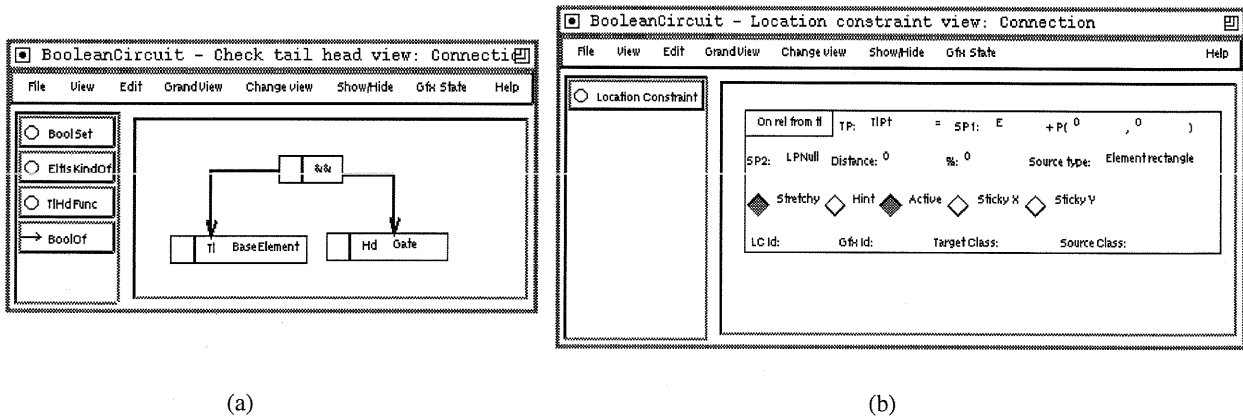 BooleanCircuit - Check tail head view: Connectio
File View Edit GrandView Change view Show/Hide Gfx State Help
BoolSet
EltIsKindOf
TlHdFunc
BoolOf
&&
Tl BaseElement
Hd Gate
(a)
BooleanCircuit - Location constraint view: Connection
File View Edit GrandView Change view Show/Hide Gfx State Help
Location Constraint
On rel from tl TP: TlPt = SP1: E +P( 0 , 0 )
SP2: LPNull Distance: 0 %: 0 Source type: Element rectangle
Stretchy Hint Active Sticky X Sticky Y
LC Id: Gfx Id: Target Class: Source Class:
(b)